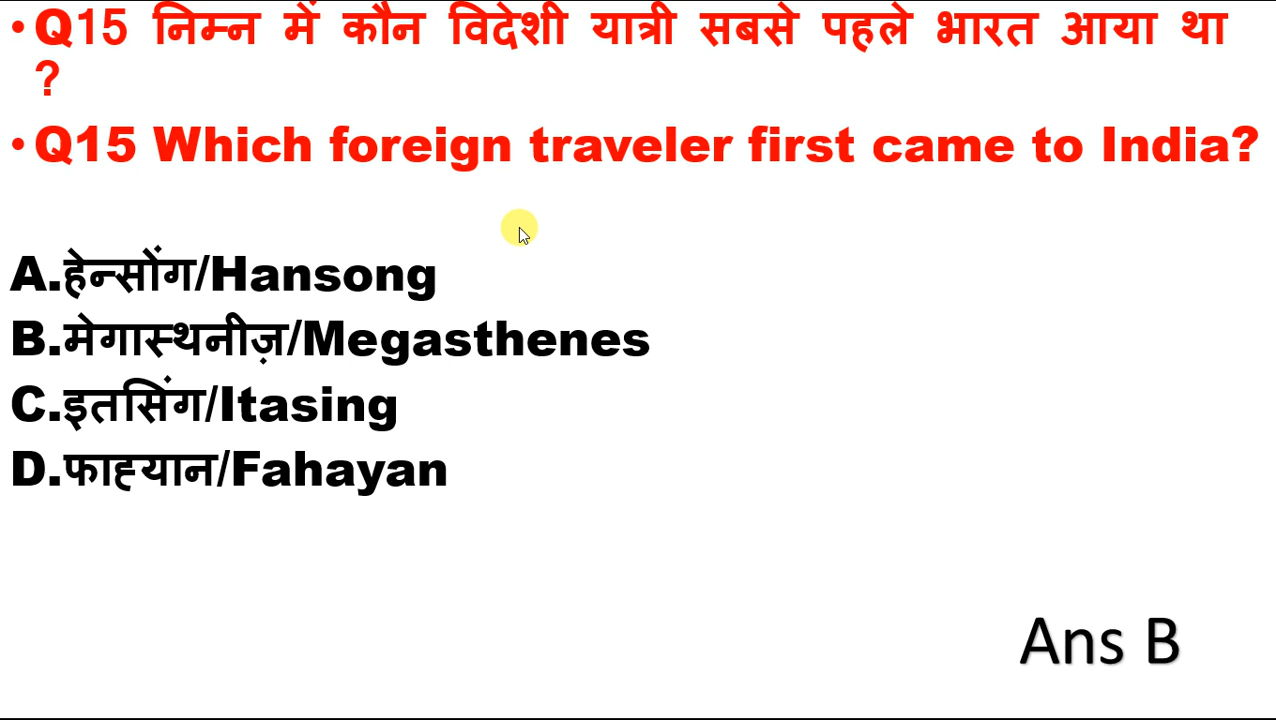 •Q15 निम्न में कौन विदेशी यात्री सबसे पहले भारत आया था
?
•Q15 Which foreign traveler first came to India?
A.हेन्सोंग/Hansong
B.मेगास्थनीज़/Megasthenes
C.इतसिंग/Itasing
D.फाह्यान/Fahayan
Ans B